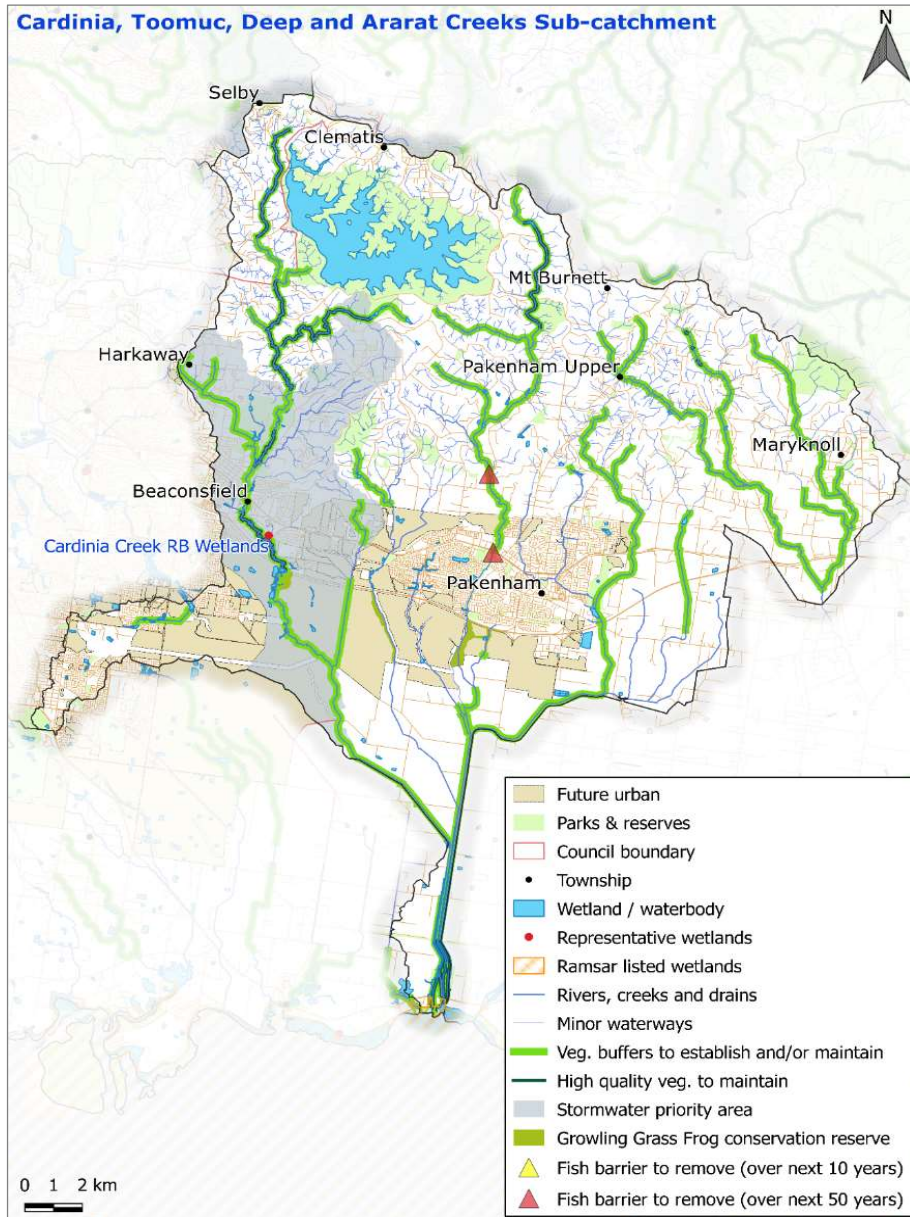 Cardinia, Toomuc, Deep and Ararat Creeks Sub-catchment
N
Selby
Clematis
Mt Burnett
Harkaway
Pakenham Upper
Maryknoll
Beaconsfield
Cardinia Creek RB Wetlands
Pakenham
Future urban
Parks & reserves
Council boundary
Township
Wetland / waterbody
Representative wetlands
Ramsar listed wetlands
Rivers, creeks and drains
Minor waterways
Veg. buffers to establish and/or maintain
High quality veg. to maintain
Stormwater priority area
Growling Grass Frog conservation reserve
Fish barrier to remove (over next 10 years)
Fish barrier to remove (over next 50 years)
0 1 2 km